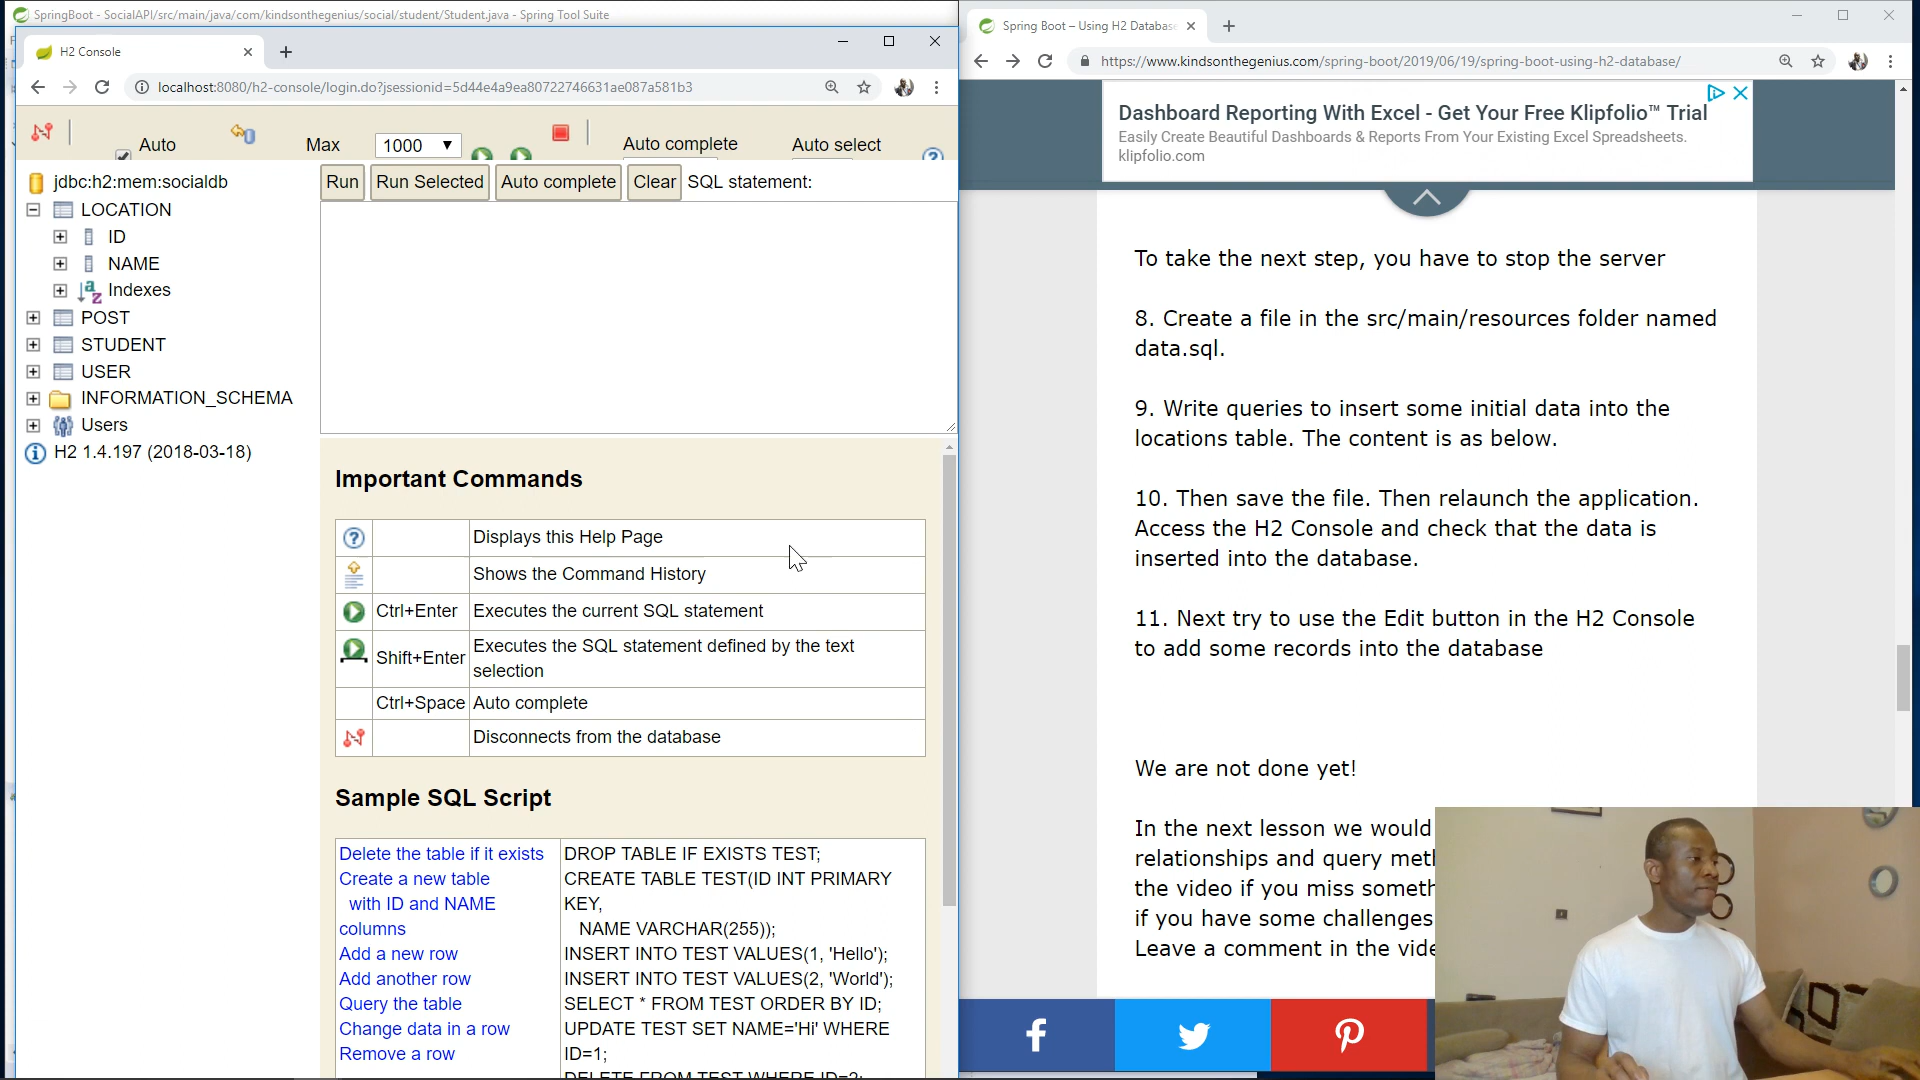 SpringBoot - SocialAPI/src/main/java/com/kindsonthegenius/social/student/Student.java - Spring Tool Suite
H2 Console
localhost:8080/h2-console/login.do?jsessionid=5d44e4a9ea80722746631ae087a581b3
Auto
Max
1000
Auto complete
Auto select
jdbc:h2:mem:socialdb
LOCATION
ID
NAME
Indexes
POST
STUDENT
USER
INFORMATION_SCHEMA
Users
H2 1.4.197 (2018-03-18)
Run
Run Selected
Auto complete
Clear
SQL statement:
Important Commands
Displays this Help Page
Shows the Command History
Ctrl+Enter
Executes the current SQL statement
Shift+Enter
Executes the SQL statement defined by the text
selection
Ctrl+Space
Auto complete
Disconnects from the database
Sample SQL Script
Delete the table if it exists
Create a new table
with ID and NAME
columns
Add a new row
Add another row
Query the table
Change data in a row
Remove a row
DROP TABLE IF EXISTS TEST;
CREATE TABLE TEST(ID INT PRIMARY
KEY,
NAME VARCHAR(255));
INSERT INTO TEST VALUES(1, 'Hello');
INSERT INTO TEST VALUES(2, 'World');
SELECT * FROM TEST ORDER BY ID;
UPDATE TEST SET NAME='Hi' WHERE
ID=1;
DELETE FROM TEST WHERE ID=2;
Spring Boot – Using H2 Database
https://www.kindsonthegenius.com/spring-boot/2019/06/19/spring-boot-using-h2-database/
Dashboard Reporting With Excel - Get Your Free Klipfolio™ Trial
Easily Create Beautiful Dashboards & Reports From Your Existing Excel Spreadsheets.
klipfolio.com
To take the next step, you have to stop the server
8. Create a file in the src/main/resources folder named
data.sql.
9. Write queries to insert some initial data into the
locations table. The content is as below.
10. Then save the file. Then relaunch the application.
Access the H2 Console and check that the data is
inserted into the database.
11. Next try to use the Edit button in the H2 Console
to add some records into the database
We are not done yet!
In the next lesson we would
relationships and query met
the video if you miss someth
if you have some challenges
Leave a comment in the vide